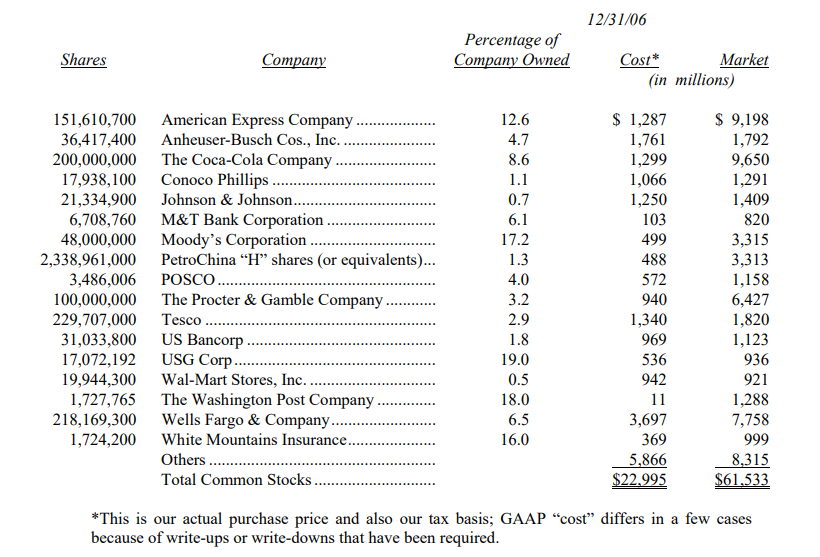 12/31/06
Percentage of
Shares Company Company Owned Cost* Market
(in millions)
151,610,700 American Express Company ................... 12.6 $ 1,287 $ 9,198
36,417,400 Anheuser-Busch Cos., Inc. ...................... 4.7 1,761 1,792
200,000,000 The Coca-Cola Company ........................ 8.6 1,299 9,650
17,938,100 Conoco Phillips ....................................... 1.1 1,066 1,291
21,334,900 Johnson & Johnson.................................. 0.7 1,250 1,409
6,708,760 M&T Bank Corporation .......................... 6.1 103 820
48,000,000 Moody’s Corporation .............................. 17.2 499 3,315
2,338,961,000 PetroChina “H” shares (or equivalents)... 1.3 488 3,313
3,486,006 POSCO.................................................... 4.0 572 1,158
100,000,000 The Procter & Gamble Company ............ 3.2 940 6,427
229,707,000 Tesco ....................................................... 2.9 1,340 1,820
31,033,800 US Bancorp ............................................. 1.8 969 1,123
17,072,192 USG Corp................................................ 19.0 536 936
19,944,300 Wal-Mart Stores, Inc. .............................. 0.5 942 921
1,727,765 The Washington Post Company .............. 18.0 11 1,288
218,169,300 Wells Fargo & Company......................... 6.5 3,697 7,758
1,724,200 White Mountains Insurance..................... 16.0 369 999
Others ...................................................... 5,866 8,315
Total Common Stocks ............................. $22,995 $61,533
*This is our actual purchase price and also our tax basis; GAAP “cost” differs in a few cases
because of write-ups or write-downs that have been required.